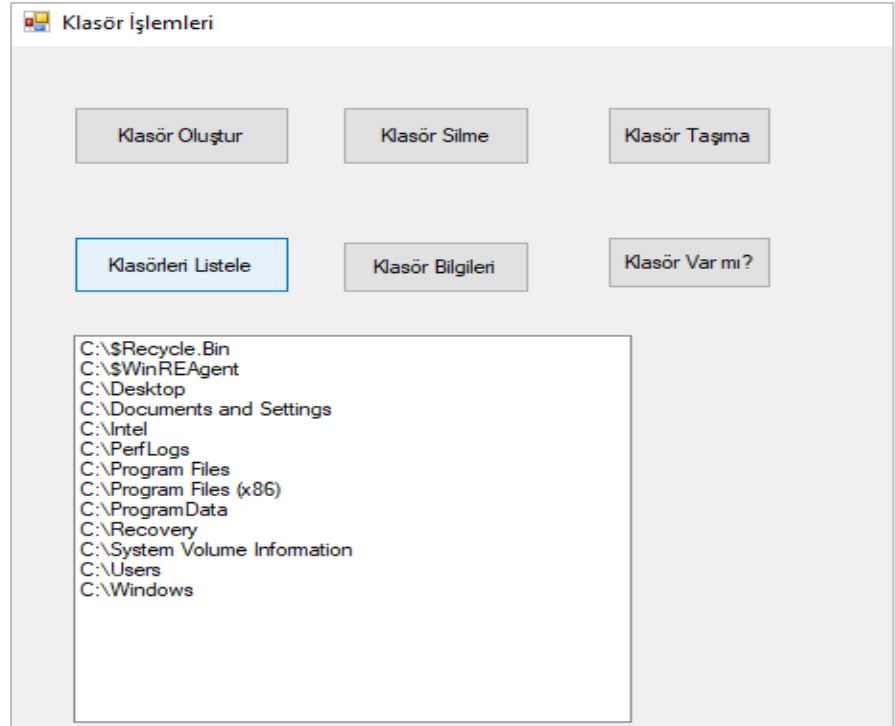 Klasör İşlemleri
Klasör Oluştur
Klasör Silme
Klasör Taşıma
Klasörleri Listele
Klasör Bilgileri
Klasör Var mı?
C:\$Recycle.Bin
C:\$WinREAgent
C:\Desktop
C:\Documents and Settings
C:\Intel
C:\PerfLogs
C:\Program Files
C:\Program Files (x86)
C:\ProgramData
C:\Recovery
C:\System Volume Information
C:\Users
C:\Windows